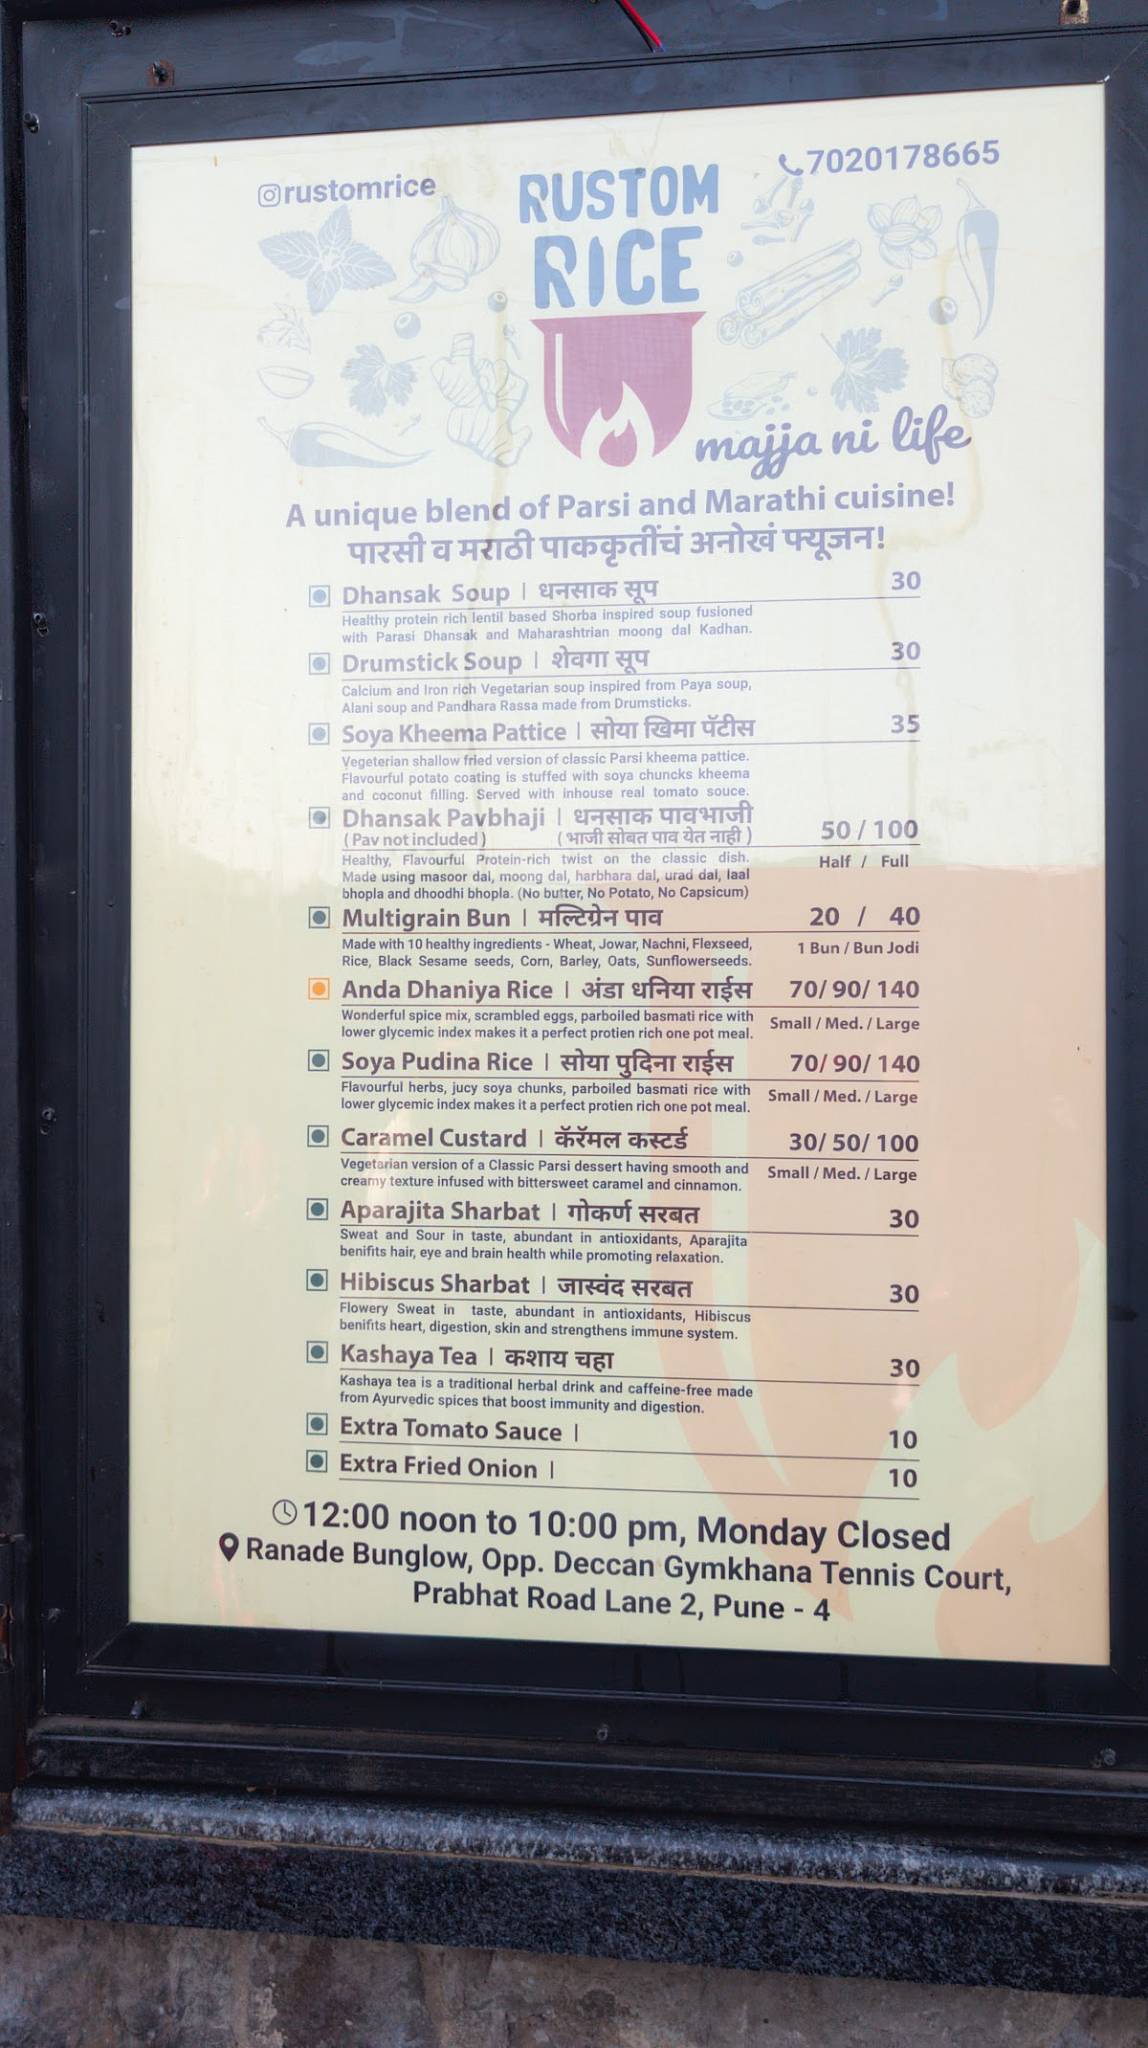 rustomrice
7020178665
RUSTOM
RICE
majja ni life
A unique blend of Parsi and Marathi cuisine!
पारसी व मराठी पाककृतींचं अनोखं फ्यूजन!
Dhansak Soup | धनसाक सूप 30
Healthy protein rich lentil based Shorba inspired soup fusioned
with Parasi Dhansak and Maharashtrian moong dal Kadhan.
Drumstick Soup | शेवगा सूप 30
Calcium and Iron rich Vegetarian soup inspired from Paya soup,
Alani soup and Pandhara Rassa made from Drumsticks.
Soya Kheema Pattice | सोया खिमा पॅटीस 35
Vegeterian shallow fried version of classic Parsi kheema pattice.
Flavourful potato coating is stuffed with soya chuncks kheema
and coconut filling. Served with inhouse real tomato souce.
Dhansak Pavbhaji | धनसाक पावभाजी 50 / 100
(Pav not included) (भाजी सोबत पाव येत नाही)
Half / Full
Healthy, Flavourful Protein-rich twist on the classic dish.
Made using masoor dal, moong dal, harbhara dal, urad dal, laal
bhopla and dhoodhi bhopla. (No butter, No Potato, No Capsicum)
Multigrain Bun | मल्टिग्रेन पाव 20 / 40
1 Bun / Bun Jodi
Made with 10 healthy ingredients - Wheat, Jowar, Nachni, Flexseed,
Rice, Black Sesame seeds, Corn, Barley, Oats, Sunflowerseeds.
Anda Dhaniya Rice | अंडा धनिया राईस 70/ 90/ 140
Small / Med. / Large
Wonderful spice mix, scrambled eggs, parboiled basmati rice with
lower glycemic index makes it a perfect protien rich one pot meal.
Soya Pudina Rice | सोया पुदिना राईस 70/ 90/ 140
Small / Med. / Large
Flavourful herbs, jucy soya chunks, parboiled basmati rice with
lower glycemic index makes it a perfect protien rich one pot meal.
Caramel Custard | कॅरॅमल कस्टर्ड 30/ 50/ 100
Small / Med. / Large
Vegetarian version of a Classic Parsi dessert having smooth and
creamy texture infused with bittersweet caramel and cinnamon.
Aparajita Sharbat | गोकर्ण सरबत 30
Sweat and Sour in taste, abundant in antioxidants, Aparajita
benifits hair, eye and brain health while promoting relaxation.
Hibiscus Sharbat | जास्वंद सरबत 30
Flowery Sweat in taste, abundant in antioxidants, Hibiscus
benifits heart, digestion, skin and strengthens immune system.
Kashaya Tea | कशाय चहा 30
Kashaya tea is a traditional herbal drink and caffeine-free made
from Ayurvedic spices that boost immunity and digestion.
Extra Tomato Sauce | 10
Extra Fried Onion | 10
12:00 noon to 10:00 pm, Monday Closed
Ranade Bunglow, Opp. Deccan Gymkhana Tennis Court,
Prabhat Road Lane 2, Pune - 4